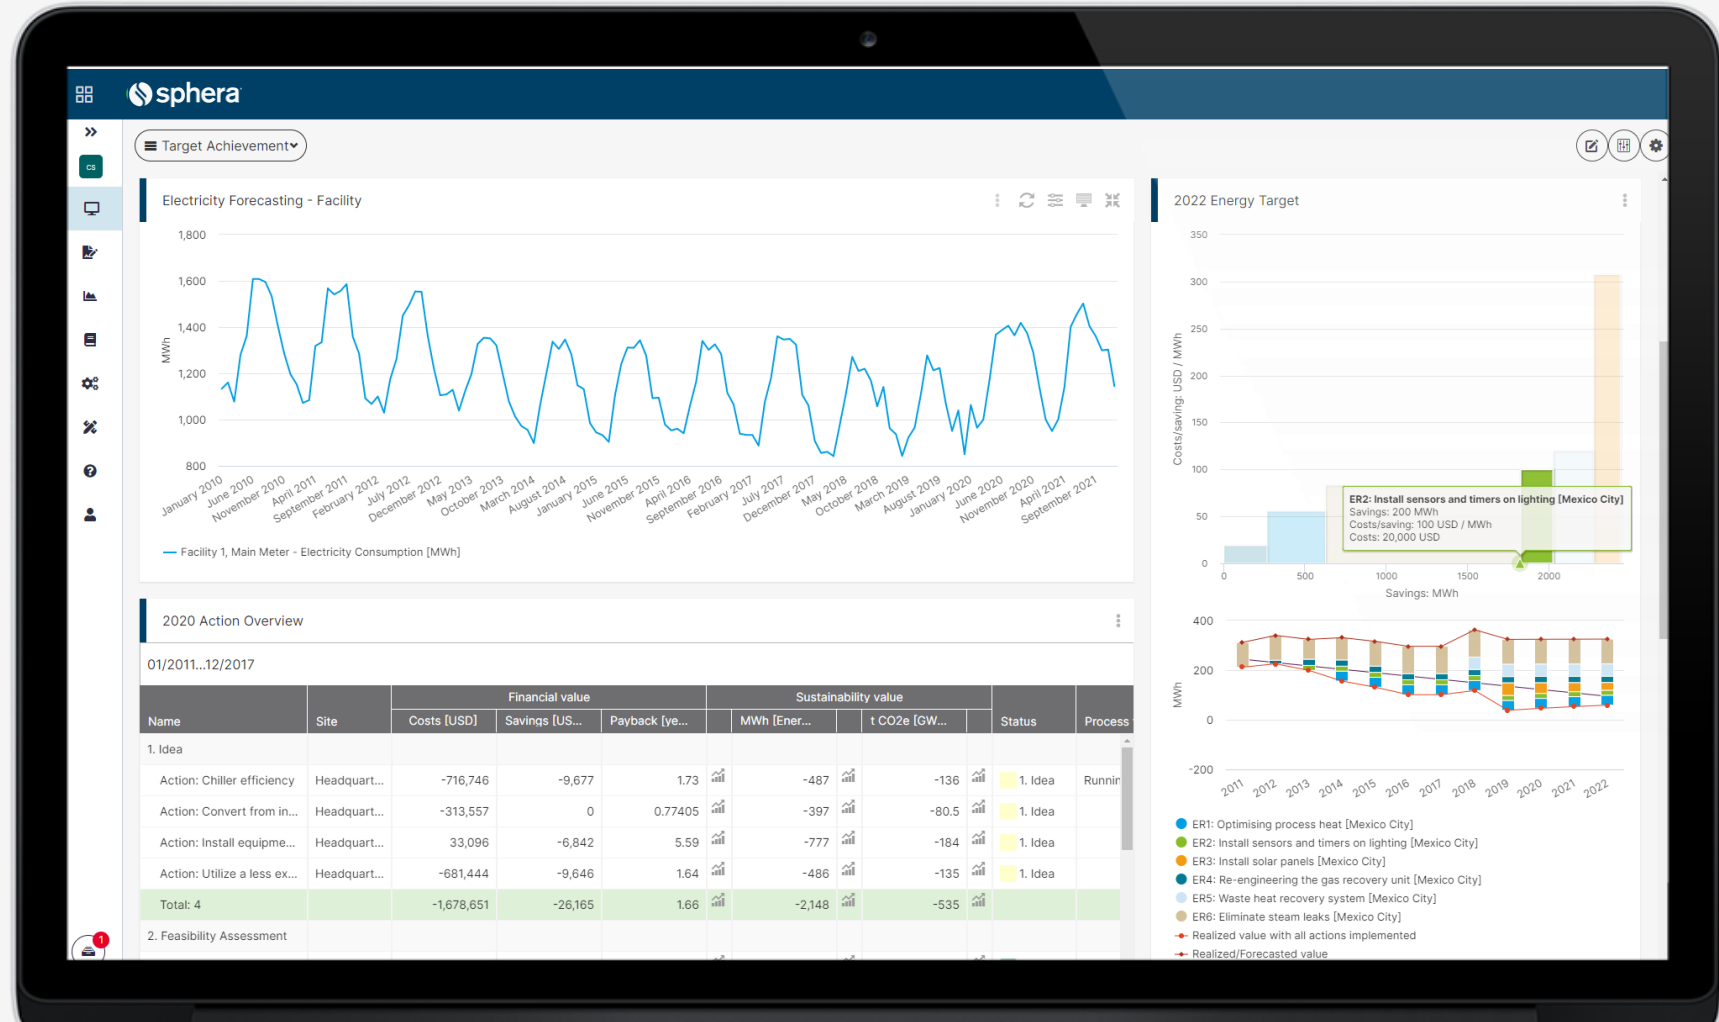 sphera
CS
Target Achievement
Electricity Forecasting - Facility
1,800
1,600
1,400
1,200
1,000
800
MWh
January 2010
June 2010
November 2010
April 2011
September 2011
February 2012
July 2012
December 2012
May 2013
October 2013
March 2014
August 2014
January 2015
June 2015
November 2015
April 2016
September 2016
February 2017
July 2017
December 2017
May 2018
October 2018
March 2019
August 2019
January 2020
June 2020
November 2020
April 2021
September 2021
Facility 1, Main Meter - Electricity Consumption [MWh]
2022 Energy Target
350
300
250
200
150
100
50
0
Costs/saving: USD / MWh
ER2: Install sensors and timers on lighting [Mexico City]
Savings: 200 MWh
Costs/saving: 100 USD / MWh
Costs: 20,000 USD
0 500 1000 1500 2000
Savings: MWh
400
200
0
-200
MWh
2011 2012 2013 2014 2015 2016 2017 2018 2019 2020 2021 2022
ER1: Optimising process heat [Mexico City]
ER2: Install sensors and timers on lighting [Mexico City]
ER3: Install solar panels [Mexico City]
ER4: Re-engineering the gas recovery unit [Mexico City]
ER5: Waste heat recovery system [Mexico City]
ER6: Eliminate steam leaks [Mexico City]
Realized value with all actions implemented
Realized/Forecasted value
2020 Action Overview
01/2011...12/2017
Financial value Sustainability value
Name Site Costs [USD] Savings [US... Payback [ye... MWh [Ener... t CO2e [GW... Status Process
1. Idea
Action: Chiller efficiency Headquart... -716,746 -9,677 1.73 -487 -136 1. Idea Runnin
Action: Convert from in... Headquart... -313,557 0 0.77405 -397 -80.5 1. Idea
Action: Install equipme... Headquart... 33,096 -6,842 5.59 -777 -184 1. Idea
Action: Utilize a less ex... Headquart... -681,444 -9,646 1.64 -486 -135 1. Idea
Total: 4 -1,678,651 -26,165 1.66 -2,148 -535
2. Feasibility Assessment
1